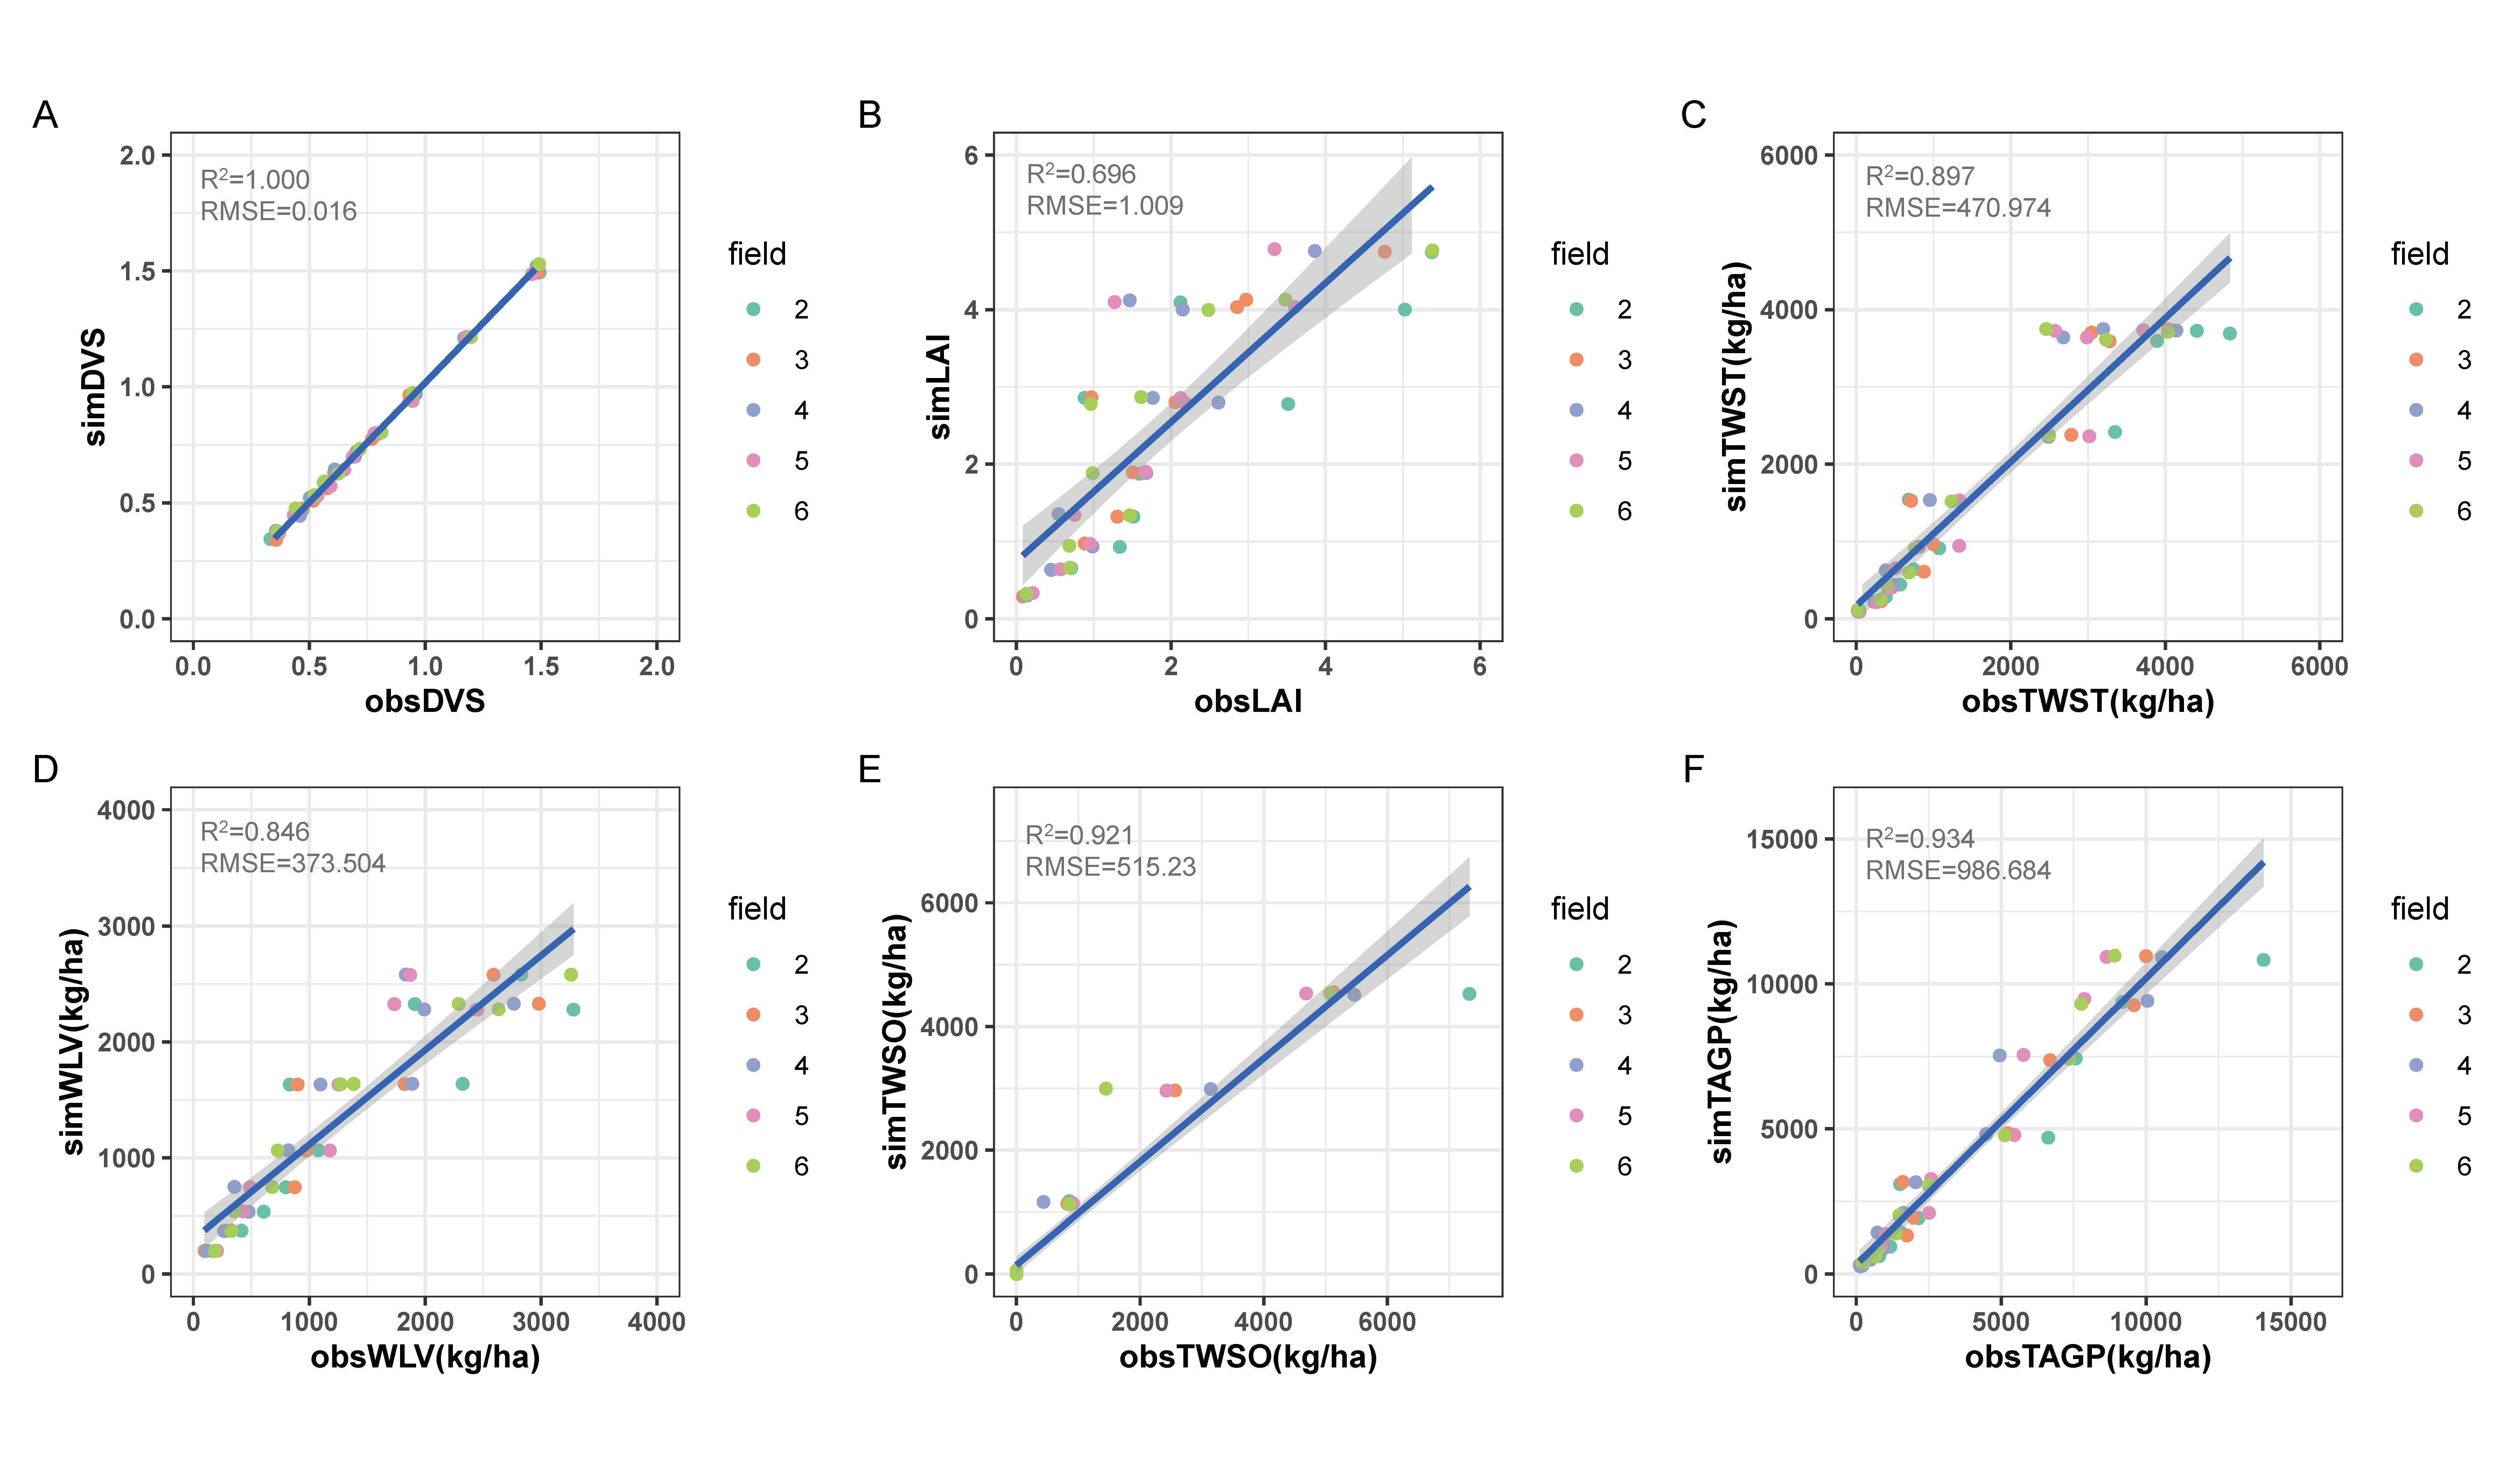 A
R²=1.000
RMSE=0.016
simDVS
2.0
1.5
1.0
0.5
0.0
0.0 0.5 1.0 1.5 2.0
obsDVS
field
2
3
4
5
6
B
R²=0.696
RMSE=1.009
simLAI
6
4
2
0
0 2 4 6
obsLAI
field
2
3
4
5
6
C
R²=0.897
RMSE=470.974
simTWST(kg/ha)
6000
4000
2000
0
0 2000 4000 6000
obsTWST(kg/ha)
field
2
3
4
5
6
D
R²=0.846
RMSE=373.504
simWLV(kg/ha)
4000
3000
2000
1000
0
0 1000 2000 3000 4000
obsWLV(kg/ha)
field
2
3
4
5
6
E
R²=0.921
RMSE=515.23
simTWSO(kg/ha)
6000
4000
2000
0
0 2000 4000 6000
obsTWSO(kg/ha)
field
2
3
4
5
6
F
R²=0.934
RMSE=986.684
simTAGP(kg/ha)
15000
10000
5000
0
0 5000 10000 15000
obsTAGP(kg/ha)
field
2
3
4
5
6